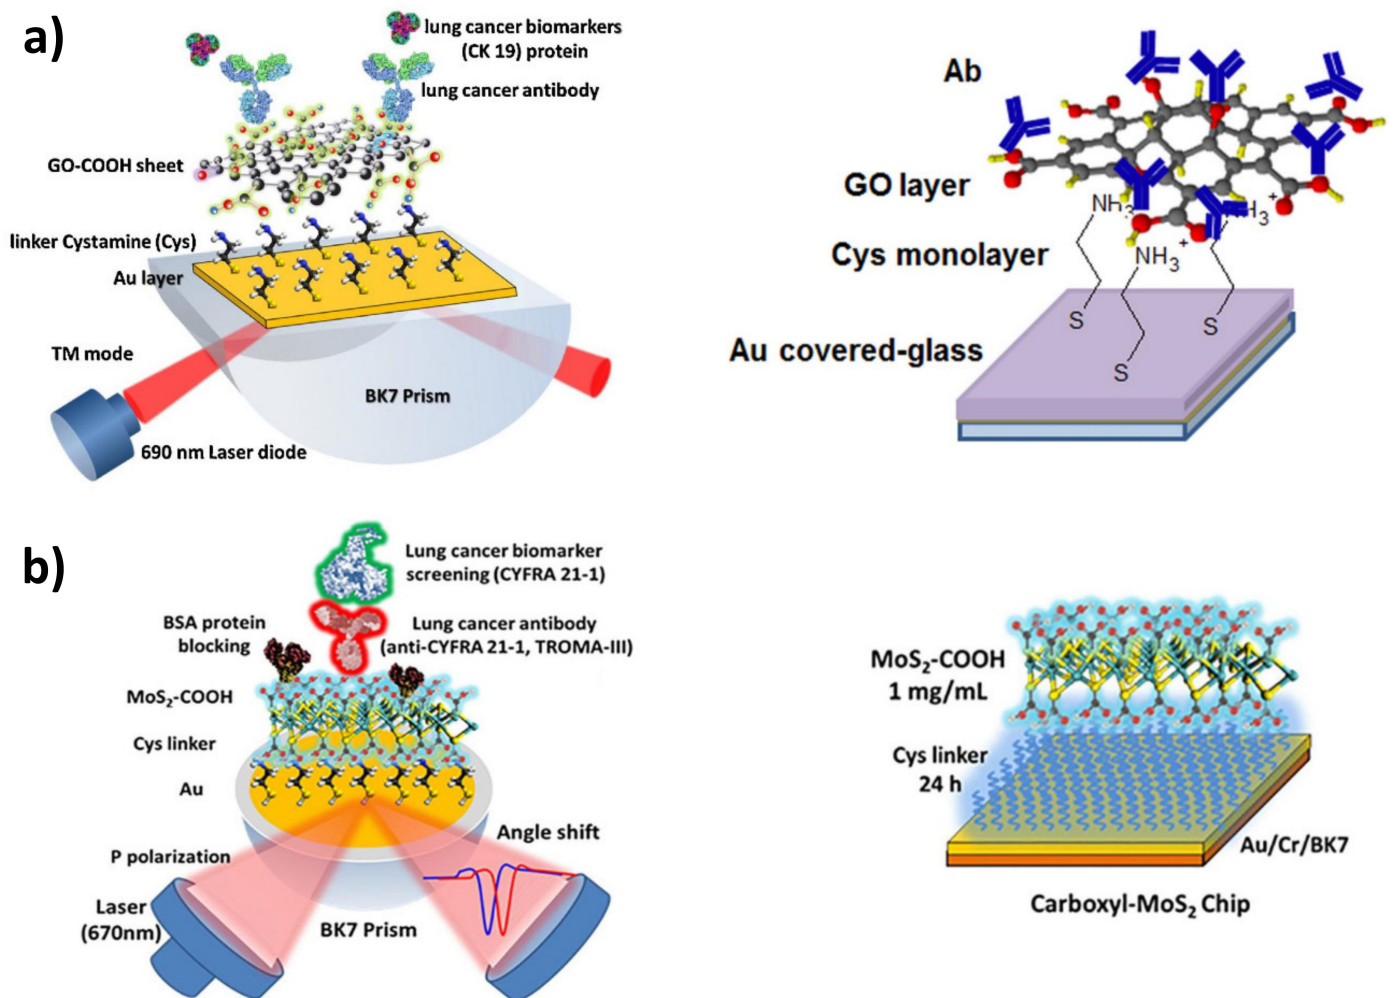 a)
lung cancer biomarkers
(CK 19) protein
lung cancer antibody
GO-COOH sheet
linker Cystamine (Cys)
Au layer
TM mode
BK7 Prism
690 nm Laser diode
Ab
GO layer
NH3
+
NH3
+
Cys monolayer
NH3
S
S
S
Au covered-glass
b)
Lung cancer biomarker
screening (CYFRA 21-1)
BSA protein
blocking
Lung cancer antibody
(anti-CYFRA 21-1, TROMA-III)
MoS₂-COOH
Cys linker
Au
Angle shift
P polarization
Laser
(670nm)
BK7 Prism
MoS₂-COOH
1 mg/mL
Cys linker
24 h
Au/Cr/BK7
Carboxyl-MoS₂ Chip